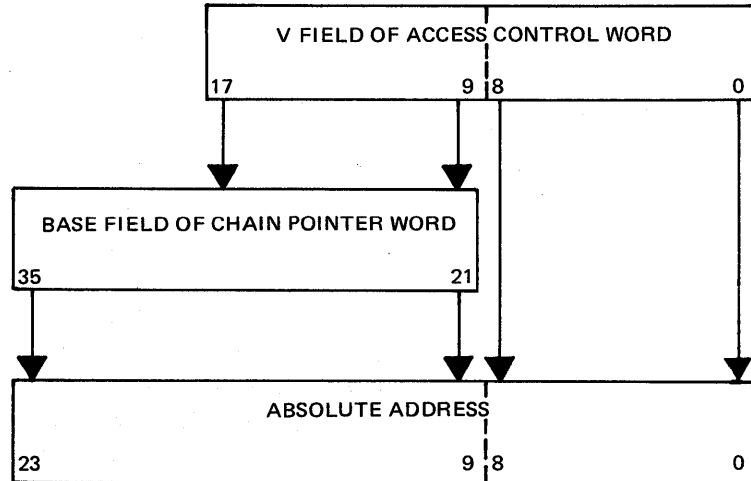 V FIELD OF ACCESS CONTROL WORD
17 9 8 0
BASE FIELD OF CHAIN POINTER WORD
35 21
ABSOLUTE ADDRESS
23 9 8 0